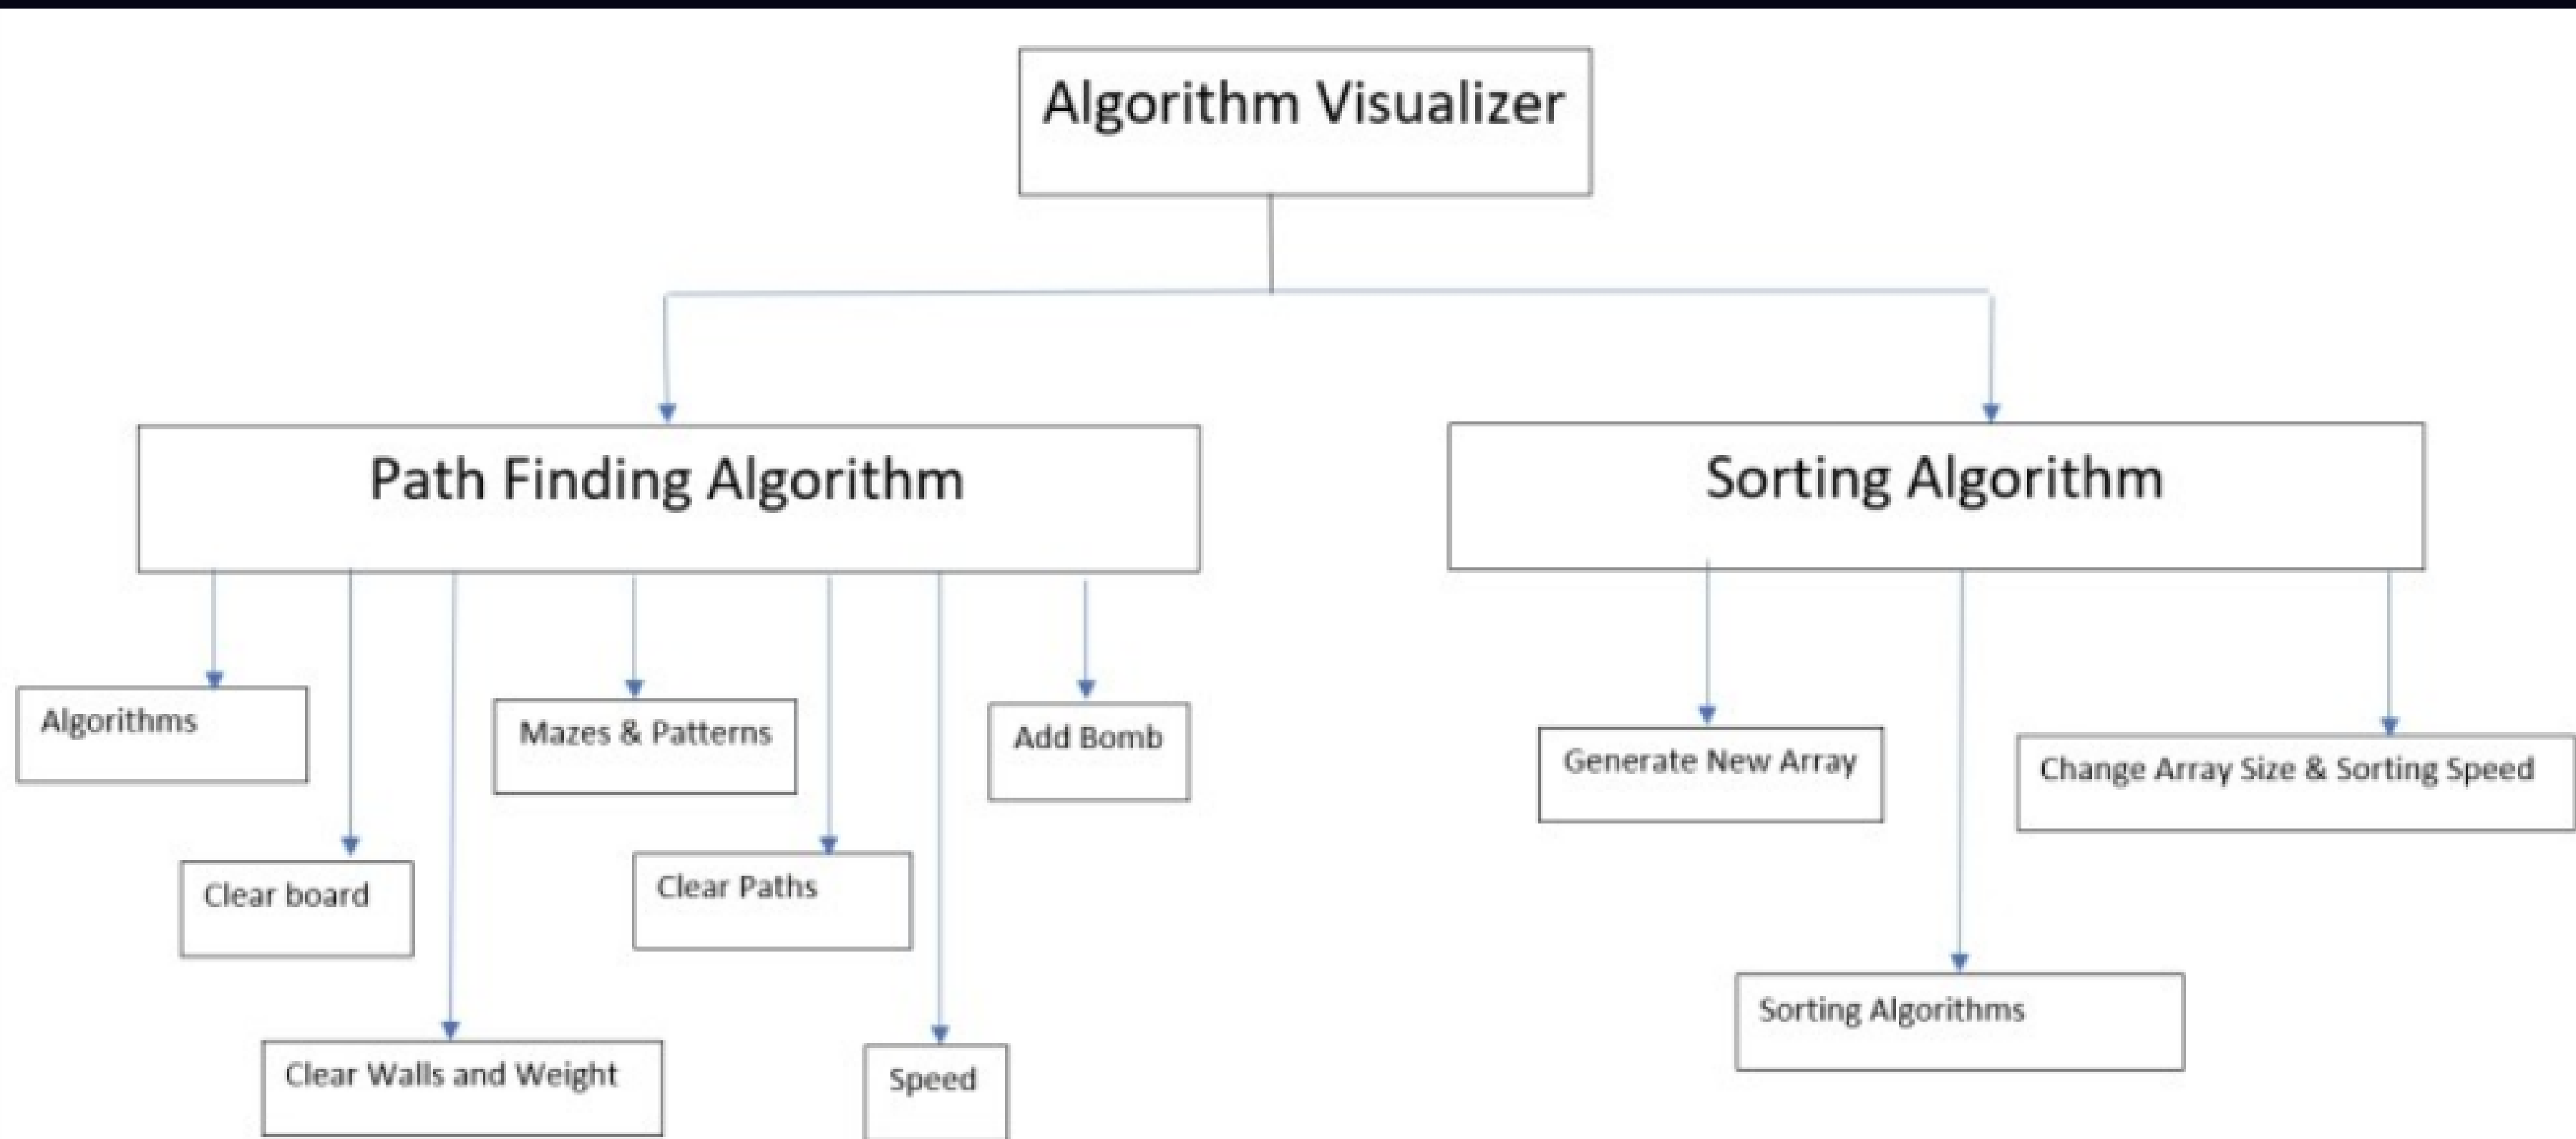 Algorithm Visualizer
Path Finding Algorithm
Sorting Algorithm
Algorithms
Mazes & Patterns
Add Bomb
Generate New Array
Change Array Size & Sorting Speed
Clear board
Clear Paths
Sorting Algorithms
Clear Walls and Weight
Speed